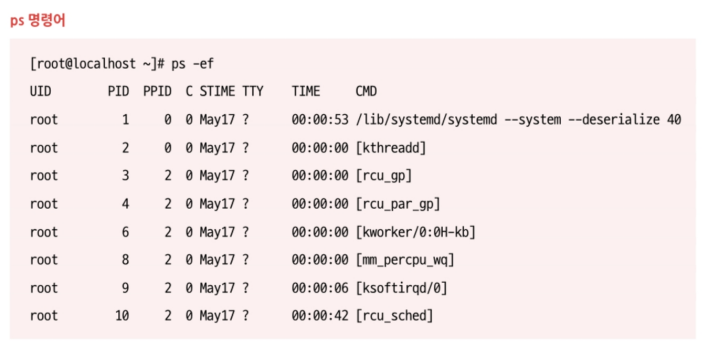 ps 명령어
[root@localhost ~]# ps -ef
UID PID PPID C STIME TTY TIME CMD
root 1 0 0 May17 ? 00:00:53 /lib/systemd/systemd --system --deserialize 40
root 2 0 0 May17 ? 00:00:00 [kthreadd]
root 3 2 0 May17 ? 00:00:00 [rcu_gp]
root 4 2 0 May17 ? 00:00:00 [rcu_par_gp]
root 6 2 0 May17 ? 00:00:00 [kworker/0:0H-kb]
root 8 2 0 May17 ? 00:00:00 [mm_percpu_wq]
root 9 2 0 May17 ? 00:00:06 [ksoftirqd/0]
root 10 2 0 May17 ? 00:00:42 [rcu_sched]